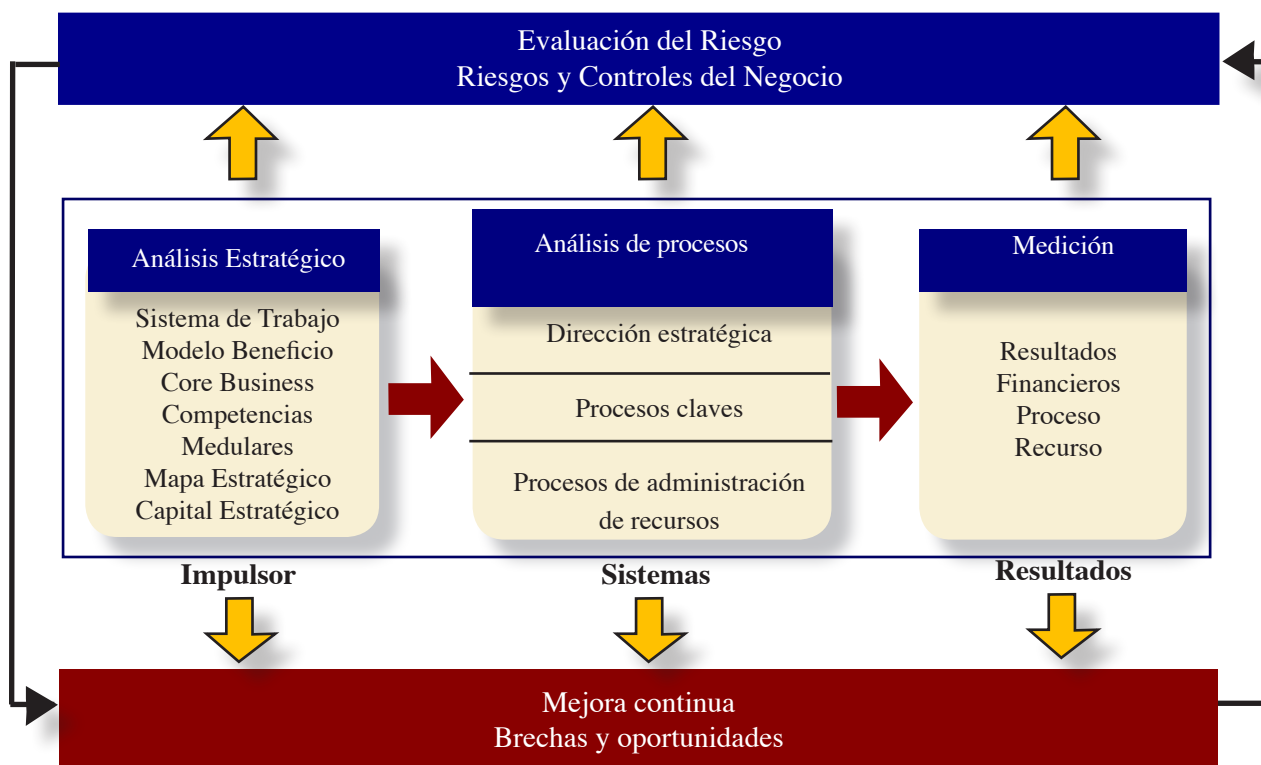 Evaluación del Riesgo
Riesgos y Controles del Negocio
Análisis Estratégico
Sistema de Trabajo
Modelo Beneficio
Core Business
Competencias
Medulares
Mapa Estratégico
Capital Estratégico
Impulsor
Análisis de procesos
Dirección estratégica
Procesos claves
Procesos de administración
de recursos
Sistemas
Medición
Resultados
Financieros
Proceso
Recurso
Resultados
Mejora continua
Brechas y oportunidades